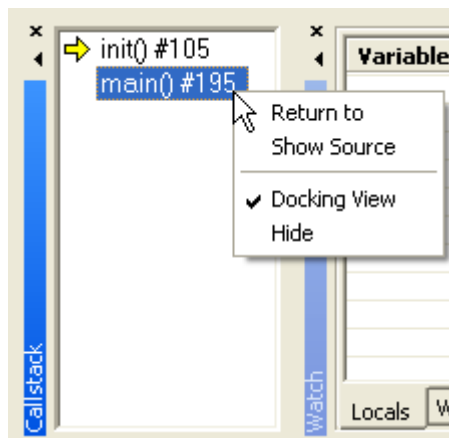 init() #105
main() #195
Return to
Show Source
Docking View
Hide
Callstack
Variable
Watch
Locals